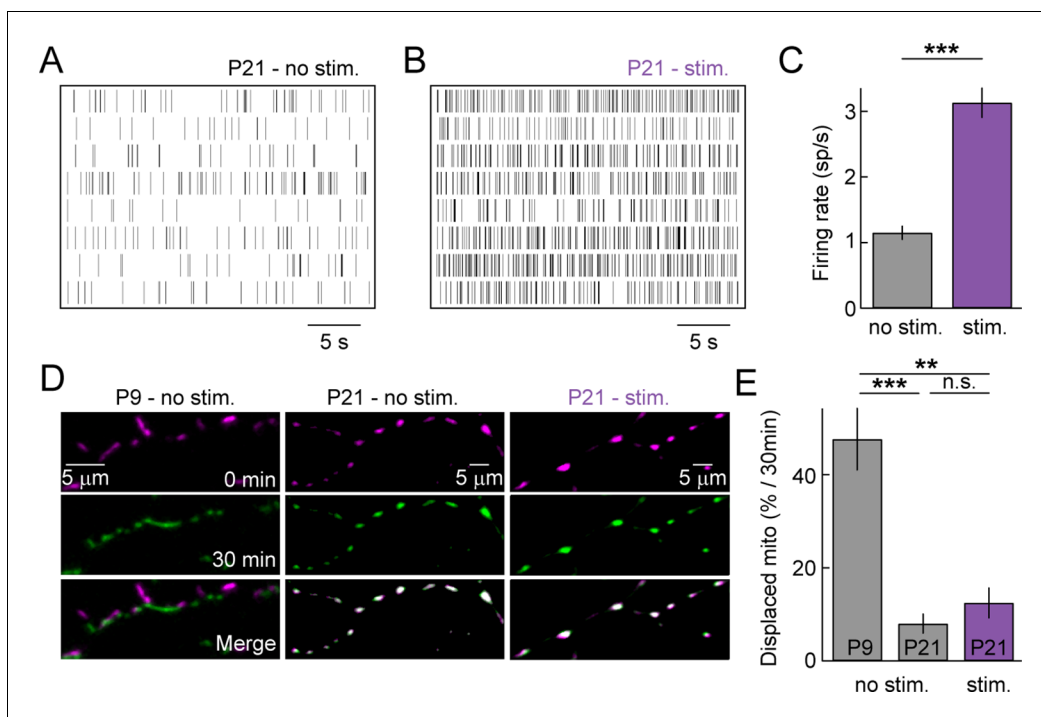 A
P21 - no stim.
5 s
B
P21 - stim.
5 s
C
***
Firing rate (sp/s)
3
2
1
0
no stim.
stim.
D
P9 - no stim.
P21 - no stim.
P21 - stim.
5 μm
0 min
5 μm
5 μm
30 min
Merge
E
**
***
n.s.
Displaced mito (% / 30min)
40
20
0
P9
P21
P21
no stim.
stim.